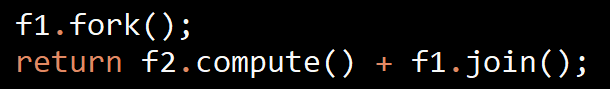 f1.fork();
return f2.compute() + f1.join();